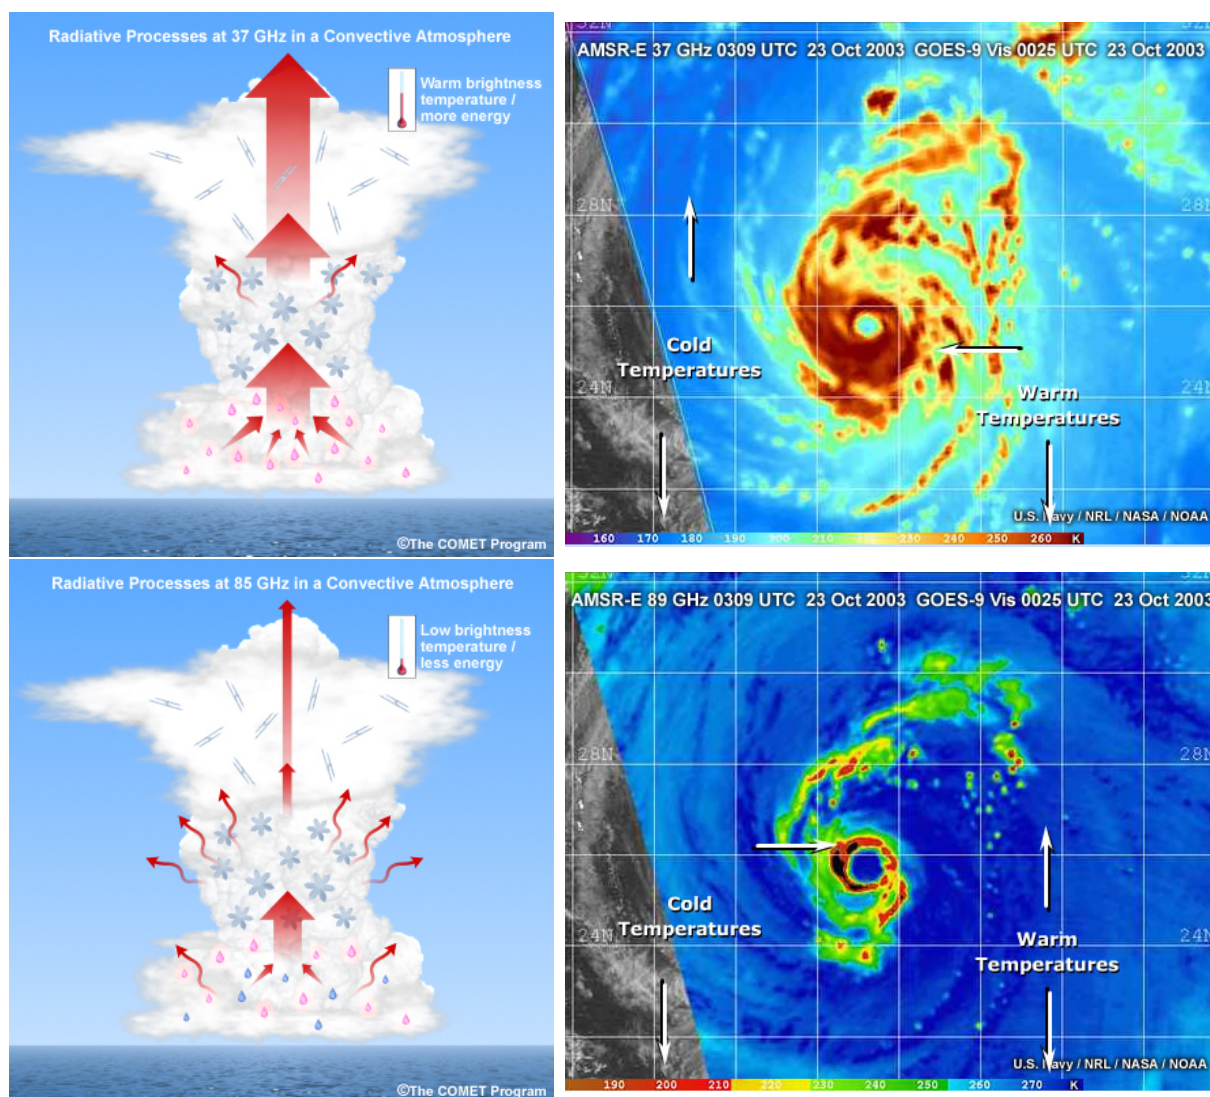 Radiative Processes at 37 GHz in a Convective Atmosphere
Warm brightness
temperature /
more energy
©The COMET Program
32N
AMSR-E 37 GHz 0309 UTC 23 Oct 2003 GOES-9 Vis 0025 UTC 23 Oct 2003
28N
28N
Cold
Temperatures
24N
Warm
Temperatures
U.S. Navy / NRL / NASA / NOAA
160 170 180 190 200 210 220 230 240 250 260 K
Radiative Processes at 85 GHz in a Convective Atmosphere
Low brightness
temperature /
less energy
©The COMET Program
AMSR-E 89 GHz 0309 UTC 23 Oct 2003 GOES-9 Vis 0025 UTC 23 Oct 2003
28N
28N
Cold
Temperatures
24N
24N
Warm
Temperatures
U.S. Navy / NRL / NASA / NOAA
190 200 210 220 230 240 250 260 270 K